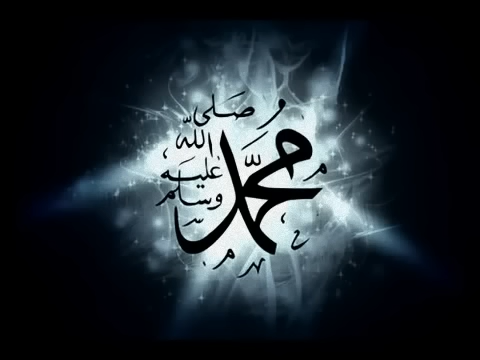 محمد
صلى
الله
عليه
وسلم